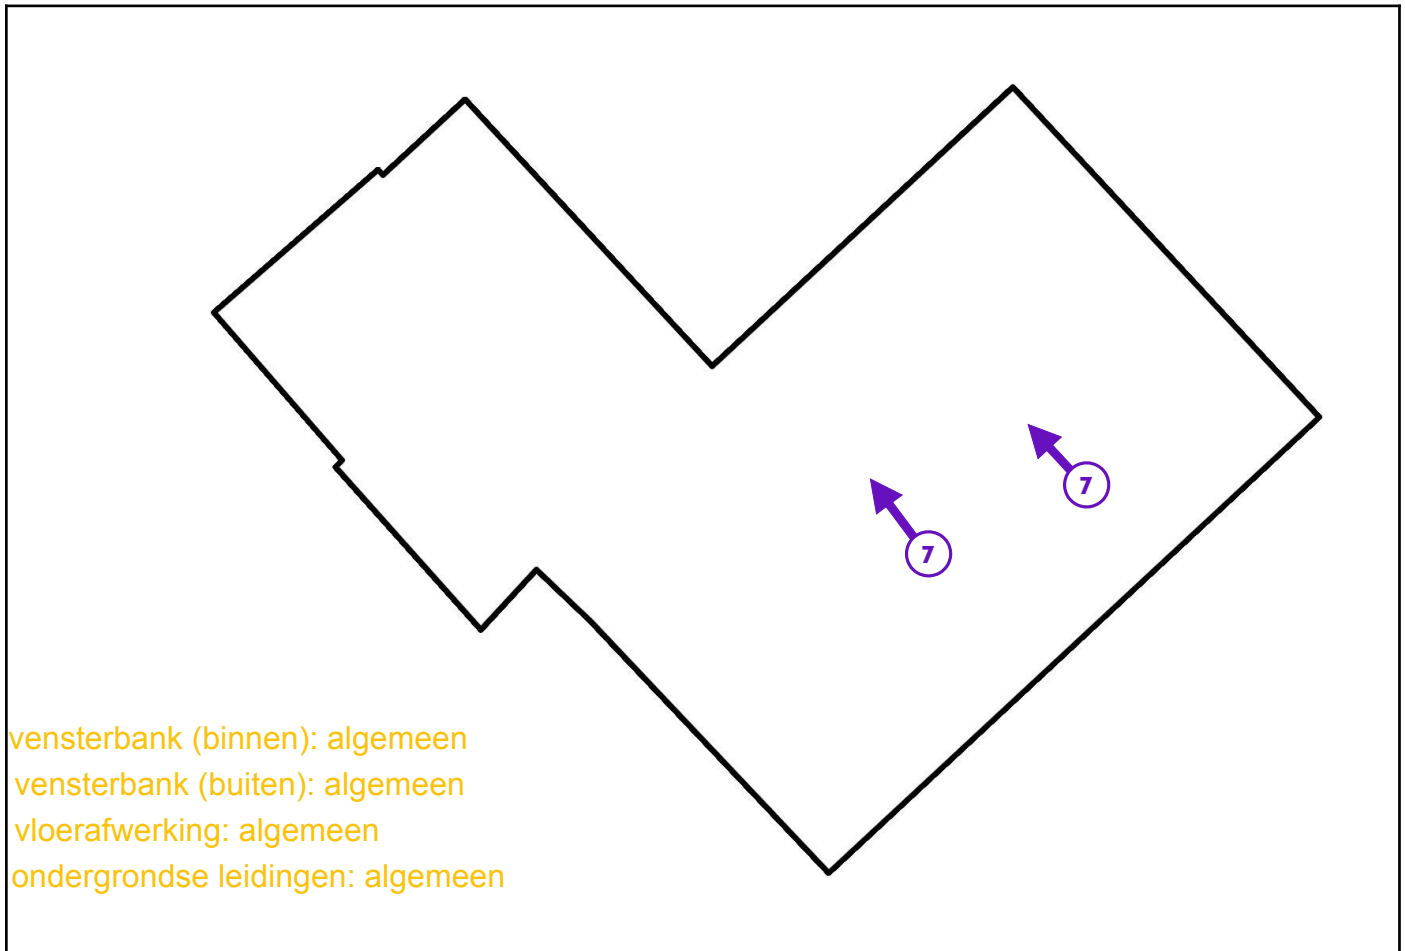 7
7
vensterbank (binnen): algemeen
vensterbank (buiten): algemeen
vloerafwerking: algemeen
ondergrondse leidingen: algemeen